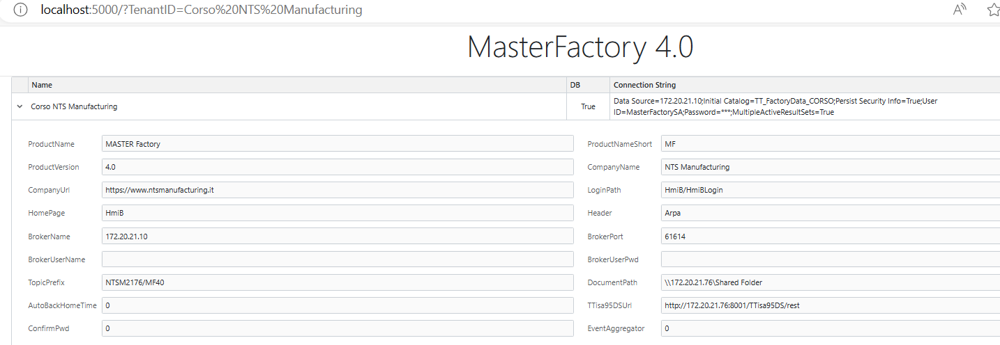 localhost:5000/?TenantID=Corso%20NTS%20Manufacturing
MasterFactory 4.0
Name DB Connection String
Corso NTS Manufacturing True Data Source=172.20.21.10;Initial Catalog=TT_FactoryData_CORSO;Persist Security Info=True;User
ID=MasterFactorySA;Password=***;MultipleActiveResultSets=True
ProductName MASTER Factory ProductNameShort MF
ProductVersion 4.0 CompanyName NTS Manufacturing
CompanyUrl https://www.ntsmanufacturing.it LoginPath HmiB/HmiBLogin
HomePage HmiB Header Arpa
BrokerName 172.20.21.10 BrokerPort 61614
BrokerUserName BrokerUserPwd
TopicPrefix NTSM2176/MF40 DocumentPath \\172.20.21.76\Shared Folder
AutoBackHomeTime 0 TTisa95DSUrl http://172.20.21.76:8001/TTisa95DS/rest
ConfirmPwd 0 EventAggregator 0